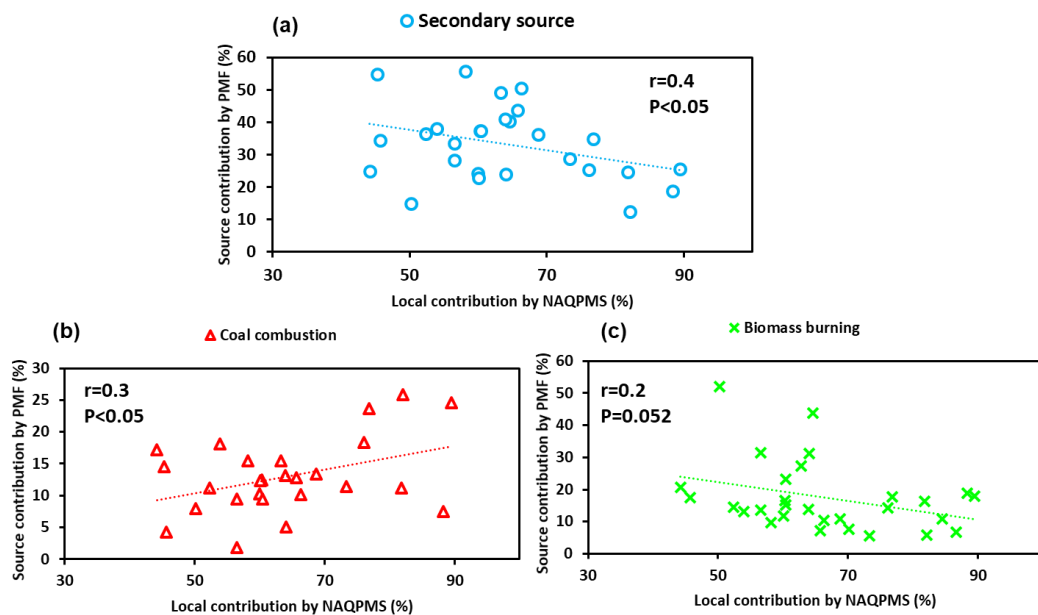 (a)
Secondary source
Source contribution by PMF (%)
60
50
40
30
20
10
0
r=0.4
P<0.05
30
50
70
90
Local contribution by NAQPMS (%)
(b)
Coal combustion
Source contribution by PMF (%)
30
25
20
15
10
5
0
r=0.3
P<0.05
30
50
70
90
Local contribution by NAQPMS (%)
(c)
Biomass burning
Source contribution by PMF (%)
60
50
40
30
20
10
0
r=0.2
P=0.052
30
50
70
90
Local contribution by NAQPMS (%)